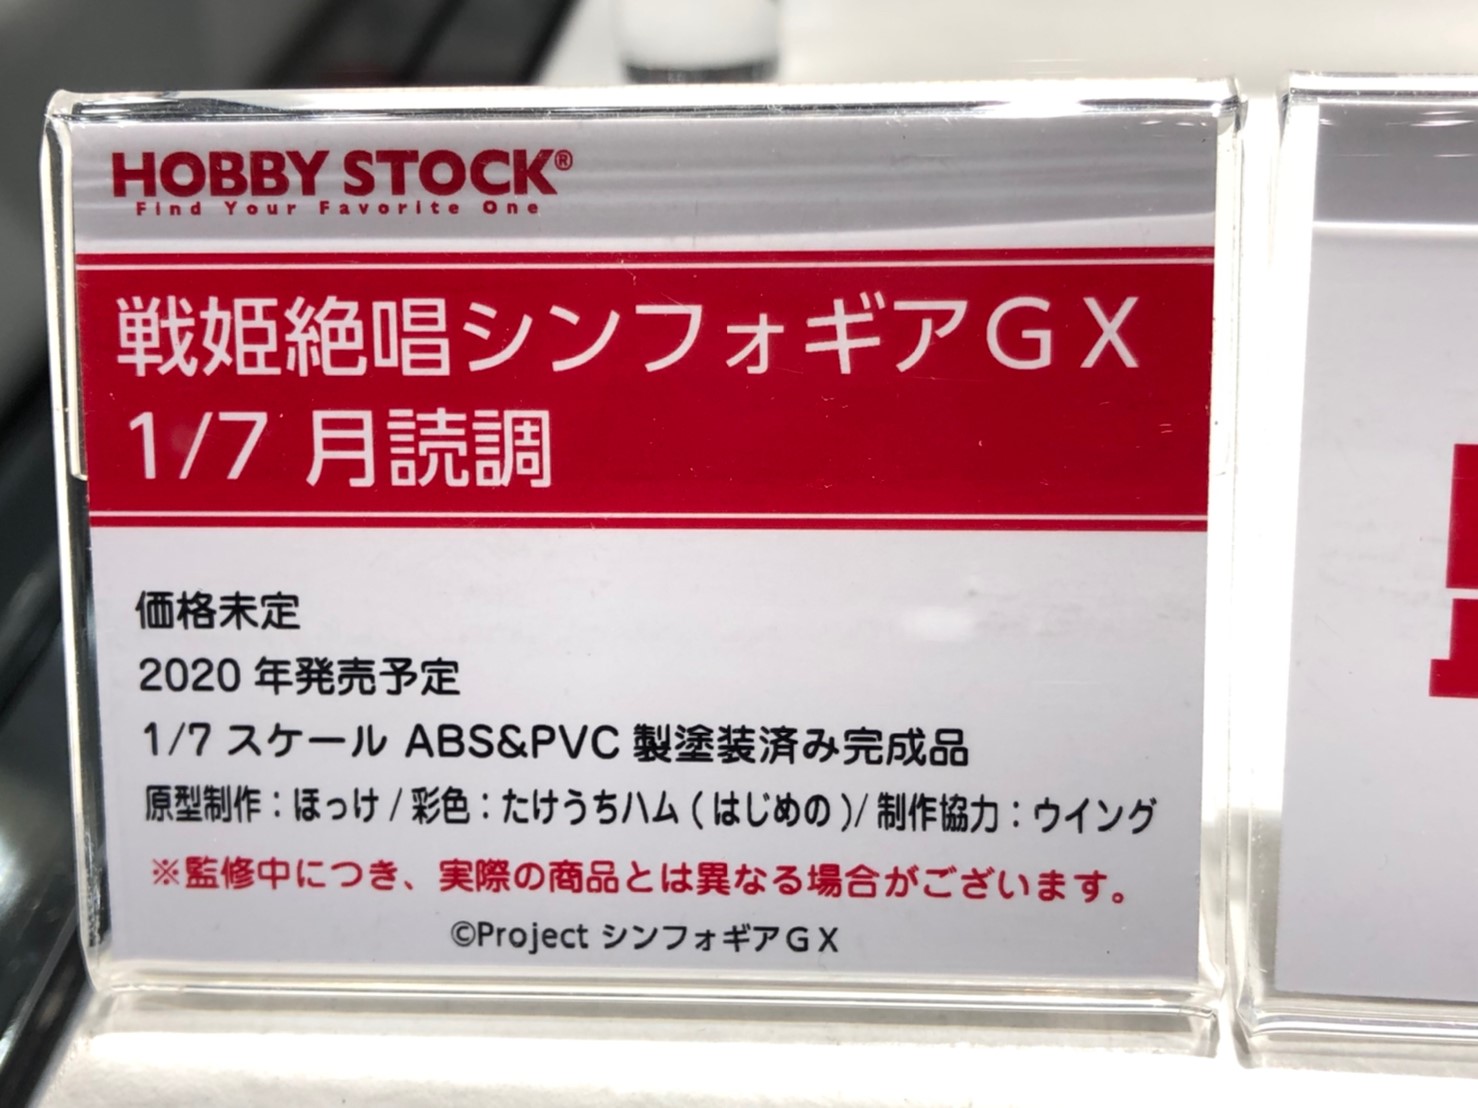 HOBBY STOCK®
Find Your Favorite One
戦姫絶唱シンフォギアＧＸ
1/7 月読調
価格未定
2020 年発売予定
1/7 スケール ABS&PVC 製塗装済み完成品
原型制作：ほっけ / 彩色：たけうちハム ( はじめの )/ 制作協力：ウイング
※監修中につき、実際の商品とは異なる場合がございます。
©Project シンフォギアＧＸ